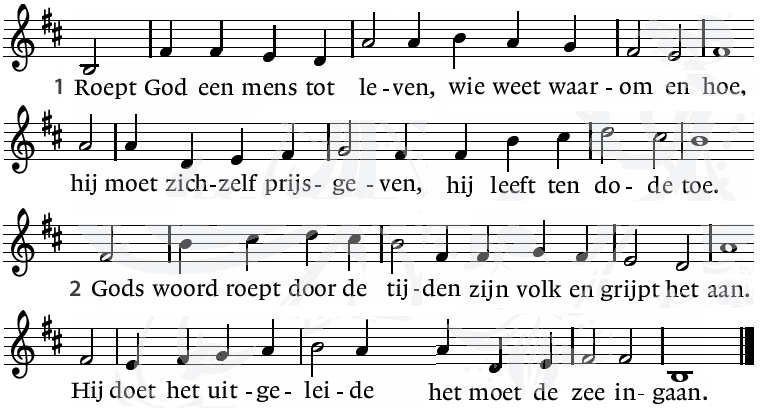 1 Roept God een mens tot le-ven, wie weet waar-om en hoe,
hij moet zich-zelf prijs-ge-ven, hij leeft ten do-de toe.
2 Gods woord roept door de tij-den zijn volk en grijpt het aan.
Hij doet het uit-ge-lei-de het moet de zee in-gaan.